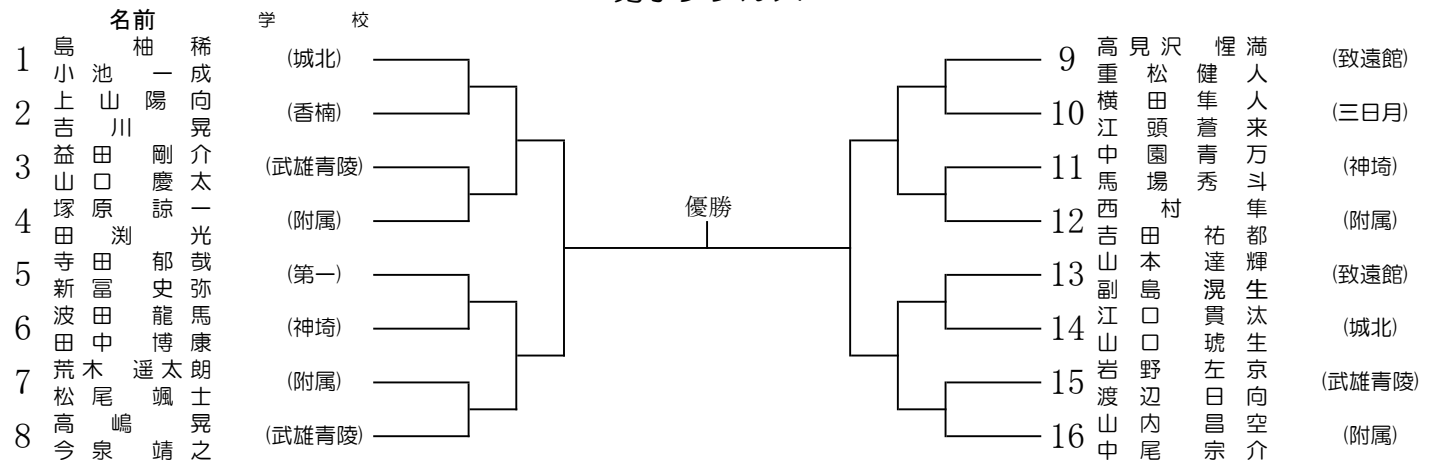 名前 学 校
1 島 柚 稀 (城北)
小 池 一 成
2 上 山 陽 向 (香楠)
吉 川 晃
3 益 田 剛 介 (武雄青陵)
山 口 慶 太
4 塚 原 諒 一 (附属)
田 渕 光
5 寺 田 郁 哉 (第一)
新 冨 史 弥
6 波 田 龍 馬 (神埼)
田 中 博 康
7 荒 木 遥 太 朗 (附属)
松 尾 颯 士
8 高 嶋 晃 (武雄青陵)
今 泉 靖 之
優勝
9 高 見 沢 惺 満 (致遠館)
重 松 健 人
10 横 田 隼 人 (三日月)
江 頭 蒼 来
11 中 園 青 万 (神埼)
馬 場 秀 斗
12 西 村 隼 (附属)
吉 田 祐 都
13 山 本 達 輝 (致遠館)
副 島 滉 生
14 江 口 貫 汰 (城北)
山 口 琥 生
15 岩 野 左 京 (武雄青陵)
渡 辺 日 向
16 山 内 昌 空 (附属)
中 尾 宗 介